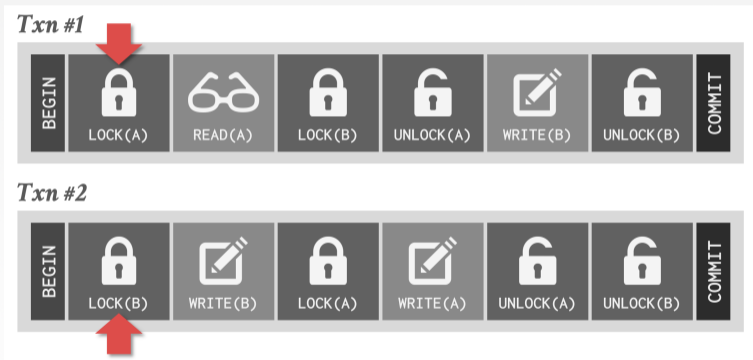 Txn #1
BEGIN LOCK(A) READ(A) LOCK(B) UNLOCK(A) WRITE(B) UNLOCK(B) COMMIT
Txn #2
BEGIN LOCK(B) WRITE(B) LOCK(A) WRITE(A) UNLOCK(A) UNLOCK(B) COMMIT